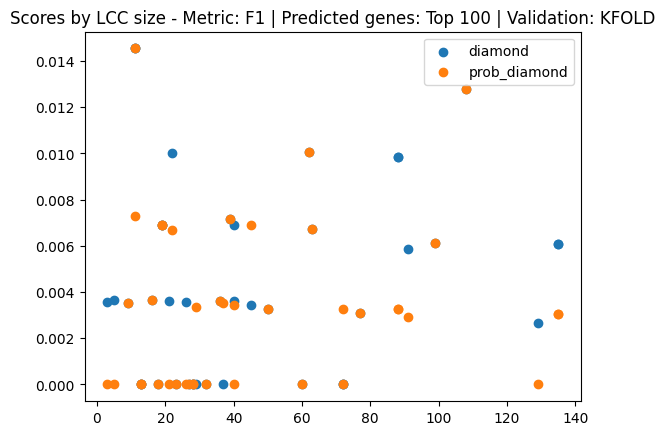 Scores by LCC size - Metric: F1 | Predicted genes: Top 100 | Validation: KFOLD
diamond
prob_diamond
0.014
0.012
0.010
0.008
0.006
0.004
0.002
0.000
0 20 40 60 80 100 120 140